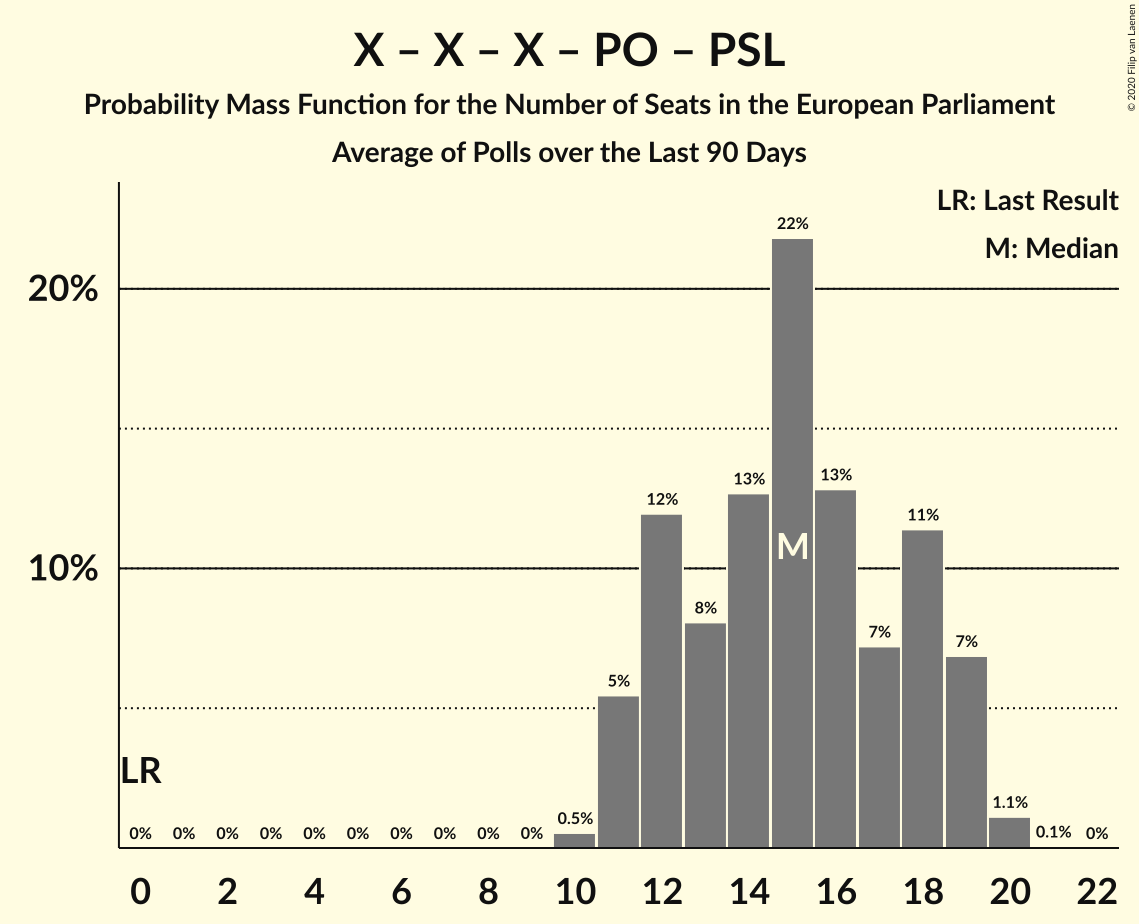 X – X – X – PO – PSL
Probability Mass Function for the Number of Seats in the European Parliament
Average of Polls over the Last 90 Days
© 2020 Filip van Laenen
LR: Last Result
M: Median
22%
20%
13%
13%
12%
11%
M
10%
8%
7%
7%
5%
LR
0% 0% 0% 0% 0% 0% 0% 0% 0% 0% 0.5% 1.1% 0.1% 0%
0 2 4 6 8 10 12 14 16 18 20 22